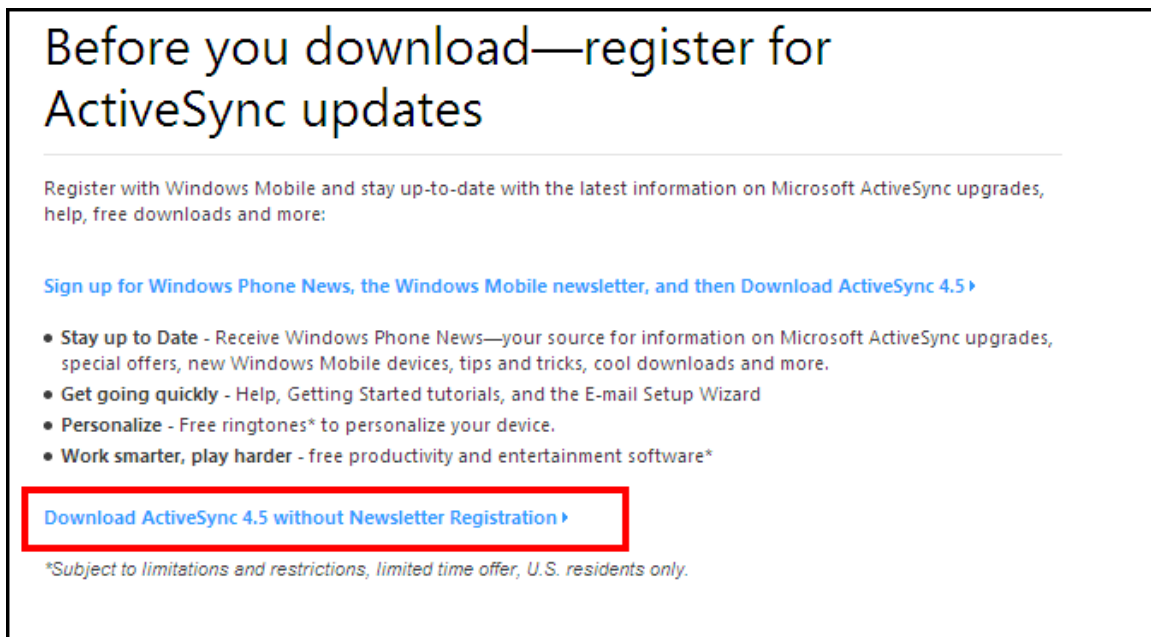 Before you download—register for
ActiveSync updates
Register with Windows Mobile and stay up-to-date with the latest information on Microsoft ActiveSync upgrades,
help, free downloads and more:
Sign up for Windows Phone News, the Windows Mobile newsletter, and then Download ActiveSync 4.5
• Stay up to Date - Receive Windows Phone News—your source for information on Microsoft ActiveSync upgrades,
special offers, new Windows Mobile devices, tips and tricks, cool downloads and more.
• Get going quickly - Help, Getting Started tutorials, and the E-mail Setup Wizard
• Personalize - Free ringtones* to personalize your device.
• Work smarter, play harder - free productivity and entertainment software*
Download ActiveSync 4.5 without Newsletter Registration
*Subject to limitations and restrictions, limited time offer, U.S. residents only.